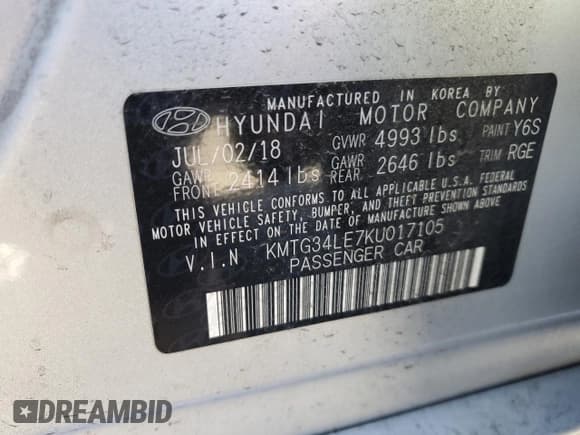 MANUFACTURED IN KOREA BY
HYUNDAI MOTOR COMPANY
JUL/02/18 GVWR 4993 lbs PAINT Y6S
GAWR FRONT 2414 lbs GAWR REAR 2646 lbs TRIM RGE
THIS VEHICLE CONFORMS TO ALL APPLICABLE U.S.A. FEDERAL
MOTOR VEHICLE SAFETY, BUMPER, AND THEFT PREVENTION STANDARDS
IN EFFECT ON THE DATE OF MANUFACTURE SHOWN ABOVE.
V.I.N KMTG34LE7KU017105
PASSENGER CAR
DREAMBID